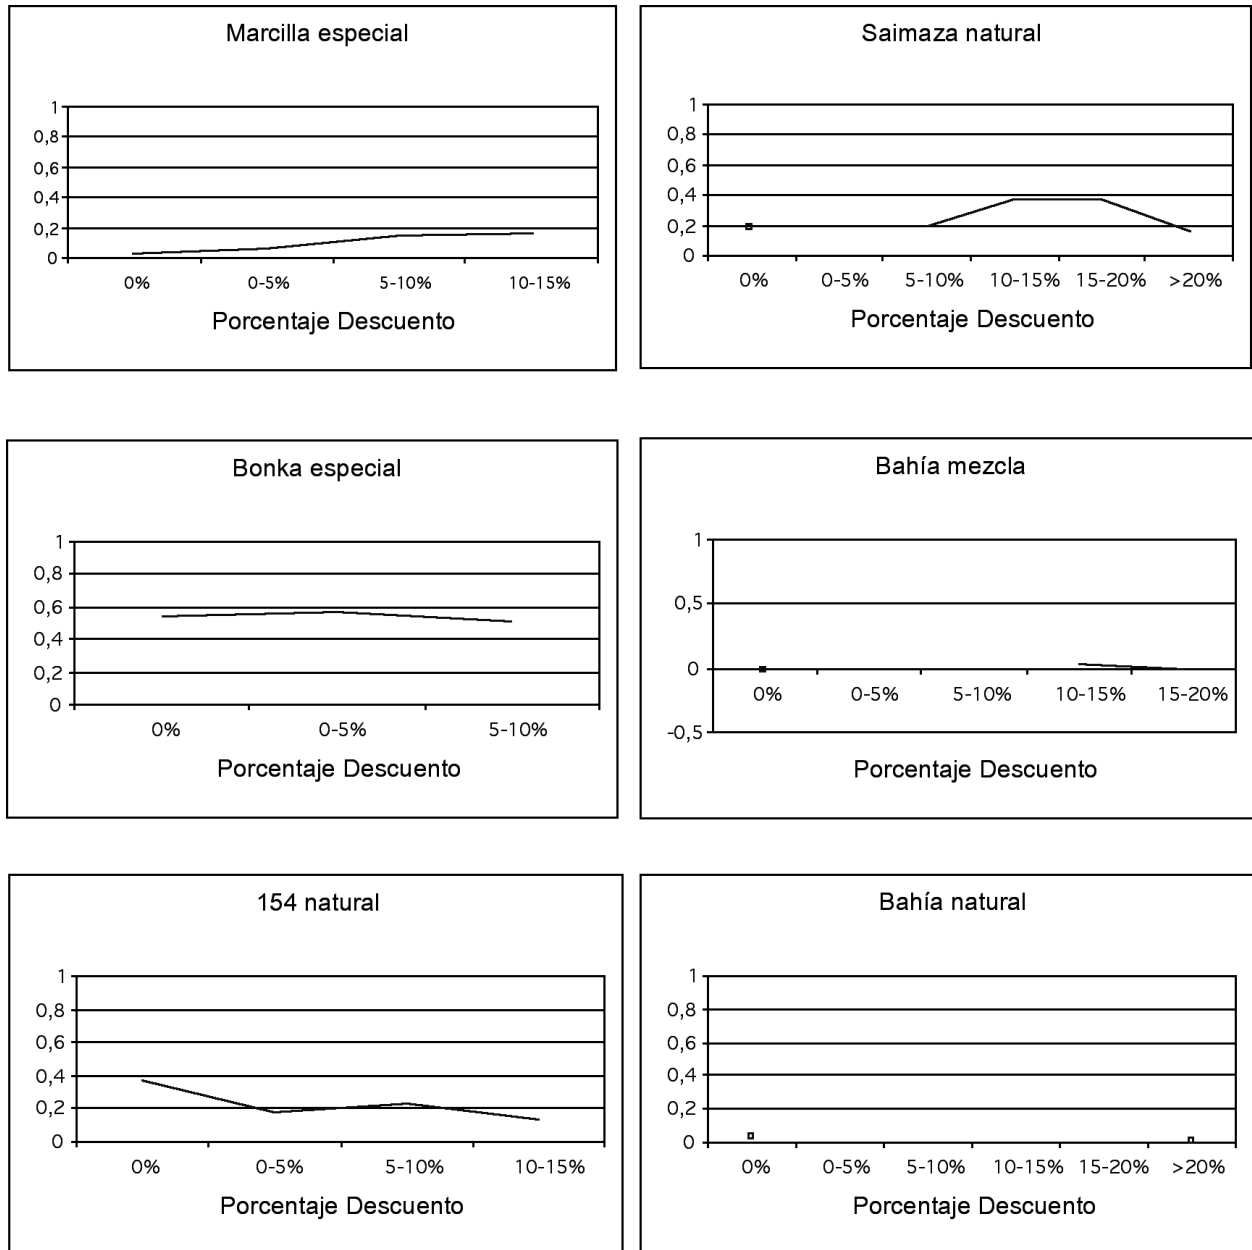 Marcilla especial
1
0,8
0,6
0,4
0,2
0
0% 0-5% 5-10% 10-15%
Porcentaje Descuento
Saimaza natural
1
0,8
0,6
0,4
0,2
0
0% 0-5% 5-10% 10-15% 15-20% >20%
Porcentaje Descuento
Bonka especial
1
0,8
0,6
0,4
0,2
0
0% 0-5% 5-10%
Porcentaje Descuento
Bahía mezcla
1
0,5
0
0% 0-5% 5-10% 10-15% 15-20%
-0,5
Porcentaje Descuento
154 natural
1
0,8
0,6
0,4
0,2
0
0% 0-5% 5-10% 10-15%
Porcentaje Descuento
Bahía natural
1
0,8
0,6
0,4
0,2
0
0% 0-5% 5-10% 10-15% 15-20% >20%
Porcentaje Descuento